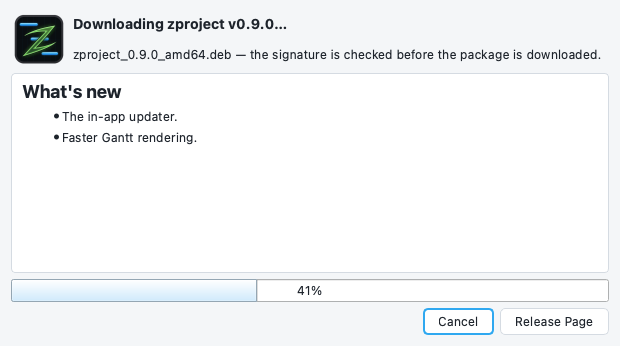 Downloading zproject v0.9.0...
zproject_0.9.0_amd64.deb — the signature is checked before the package is downloaded.
What's new
• The in-app updater.
• Faster Gantt rendering.
41%
Cancel
Release Page